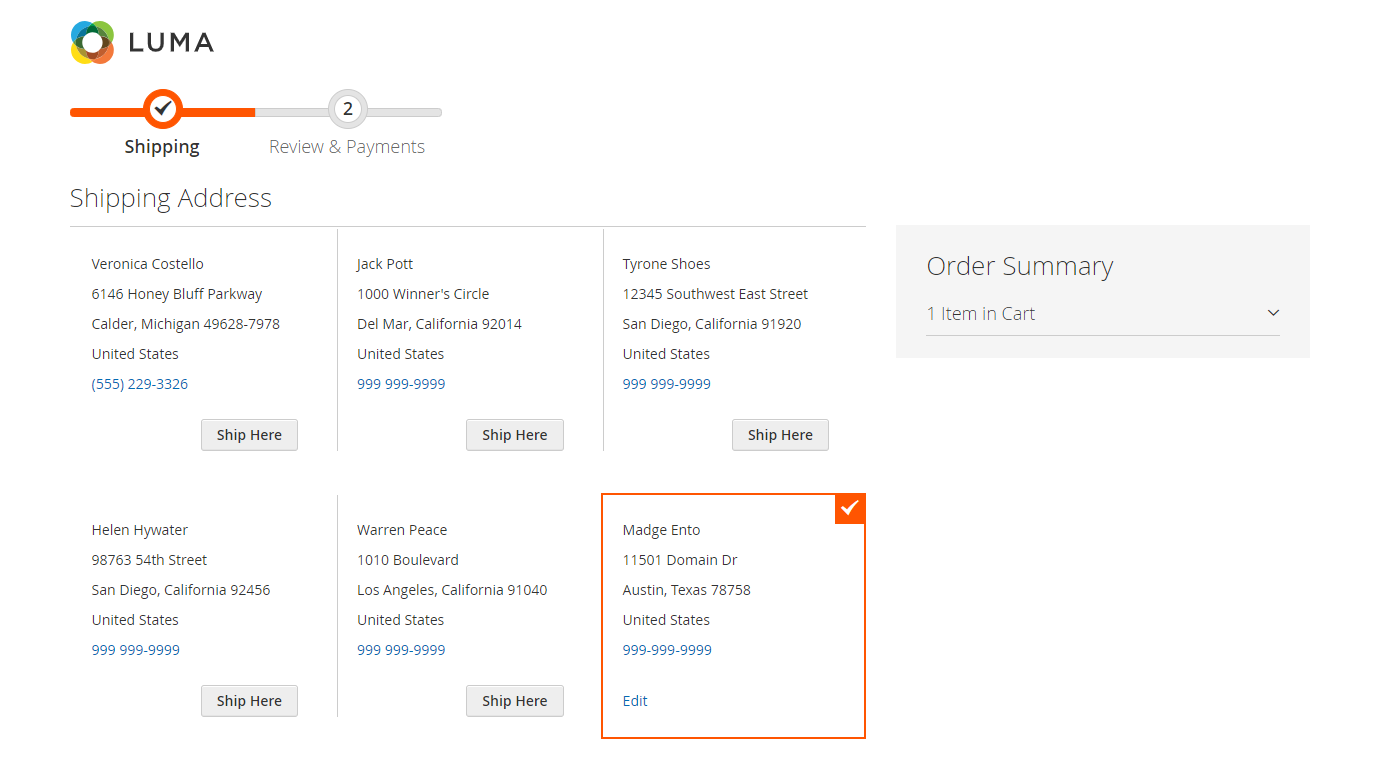 LUMA
2
Shipping
Review & Payments
Shipping Address
Veronica Costello
6146 Honey Bluff Parkway
Calder, Michigan 49628-7978
United States
(555) 229-3326
Ship Here
Jack Pott
1000 Winner's Circle
Del Mar, California 92014
United States
999 999-9999
Ship Here
Tyrone Shoes
12345 Southwest East Street
San Diego, California 91920
United States
999 999-9999
Ship Here
Helen Hywater
98763 54th Street
San Diego, California 92456
United States
999 999-9999
Ship Here
Warren Peace
1010 Boulevard
Los Angeles, California 91040
United States
999 999-9999
Ship Here
Madge Ento
11501 Domain Dr
Austin, Texas 78758
United States
999-999-9999
Edit
Order Summary
1 Item in Cart